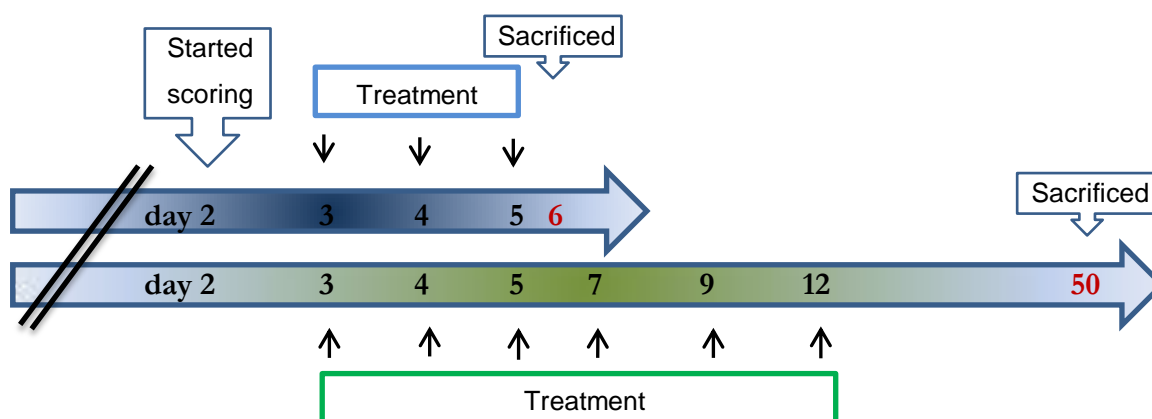 Started
scoring
Sacrificed
Treatment
day 2 3 4 5 6
Sacrificed
day 2 3 4 5 7 9 12 50
Treatment